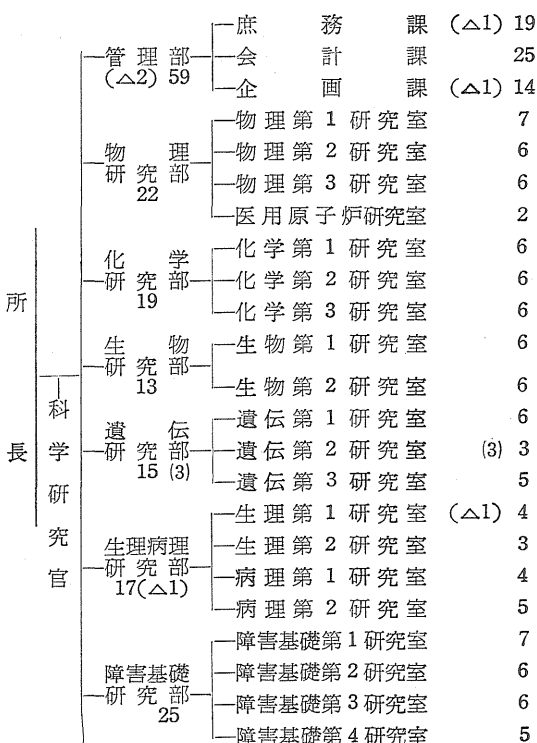 所長
科学研究官
管理部
(△2) 59
庶務課 (△1) 19
会計課 25
企画課 (△1) 14
物理
研究部
22
物理第1研究室 7
物理第2研究室 6
物理第3研究室 6
医用原子炉研究室 2
化学
研究部
19
化学第1研究室 6
化学第2研究室 6
化学第3研究室 6
生物
研究部
13
生物第1研究室 6
生物第2研究室 6
遺伝
研究部
15 (3)
遺伝第1研究室 6
遺伝第2研究室 (3) 3
遺伝第3研究室 5
生理病理
研究部
17(△1)
生理第1研究室 (△1) 4
生理第2研究室 3
病理第1研究室 4
病理第2研究室 5
障害基礎
研究部
25
障害基礎第1研究室 7
障害基礎第2研究室 6
障害基礎第3研究室 6
障害基礎第4研究室 5